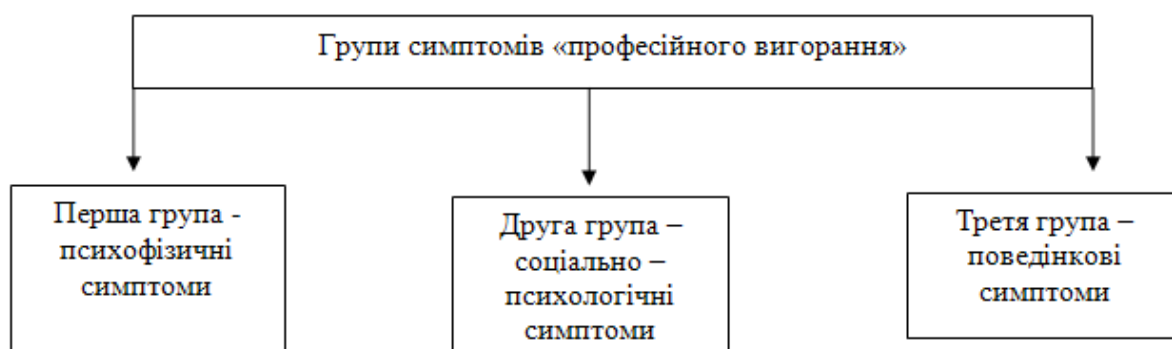 Групи симптомів «професійного вигорання»
Перша група -
психофізичні
симптоми
Друга група –
соціально –
психологічні
симптоми
Третя група –
поведінкові
симптоми